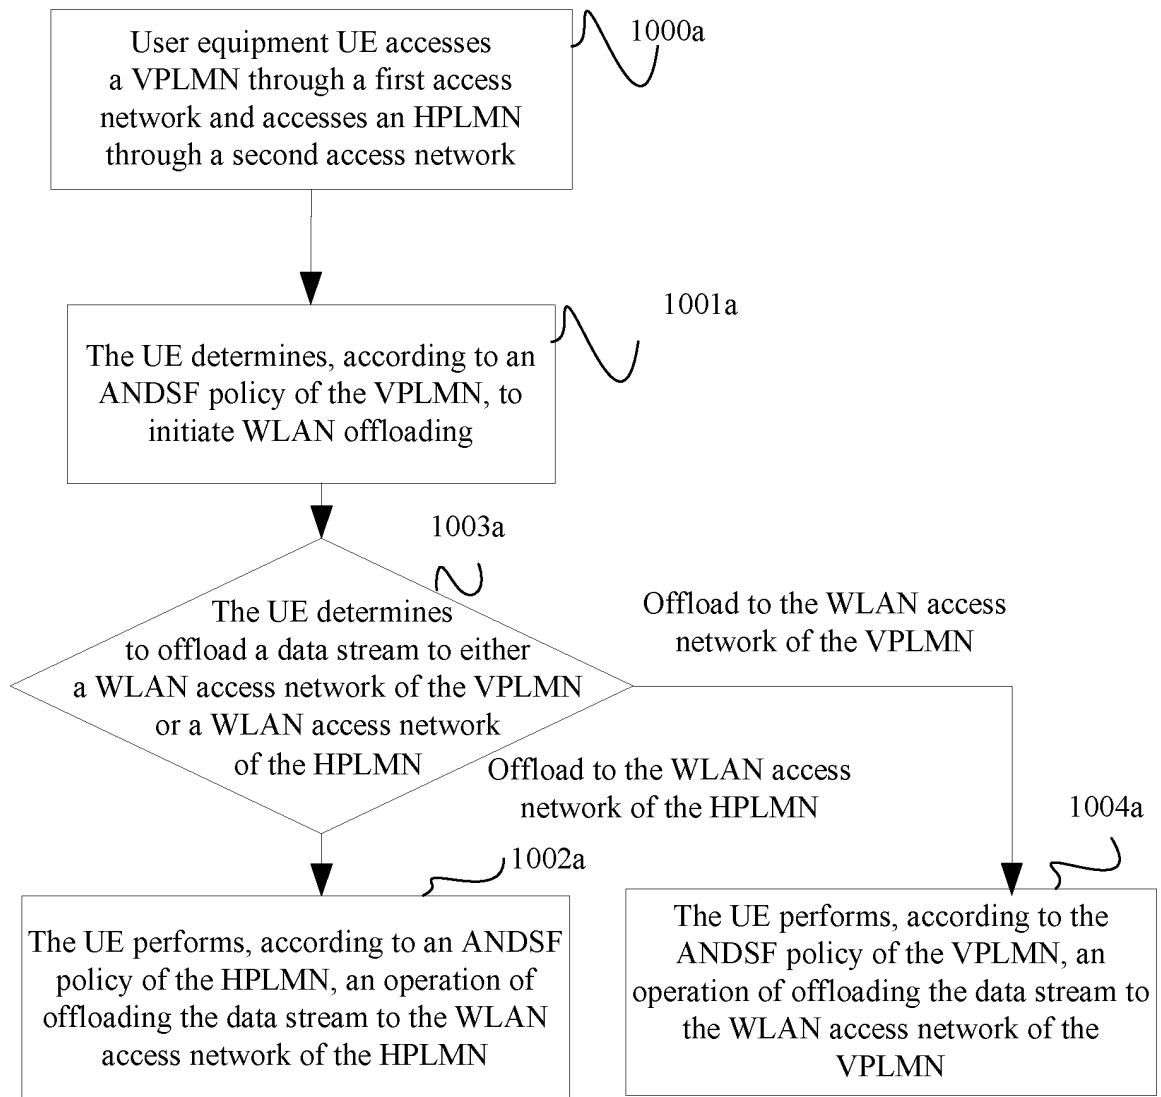 User equipment UE accesses
a VPLMN through a first access
network and accesses an HPLMN
through a second access network
1000a
The UE determines, according to an
ANDSF policy of the VPLMN, to
initiate WLAN offloading
1001a
1003a
The UE determines
to offload a data stream to either
a WLAN access network of the VPLMN
or a WLAN access network
of the HPLMN
Offload to the WLAN access
network of the VPLMN
Offload to the WLAN access
network of the HPLMN
1002a
The UE performs, according to an ANDSF
policy of the HPLMN, an operation of
offloading the data stream to the WLAN
access network of the HPLMN
1004a
The UE performs, according to the
ANDSF policy of the VPLMN, an
operation of offloading the data stream to
the WLAN access network of the
VPLMN